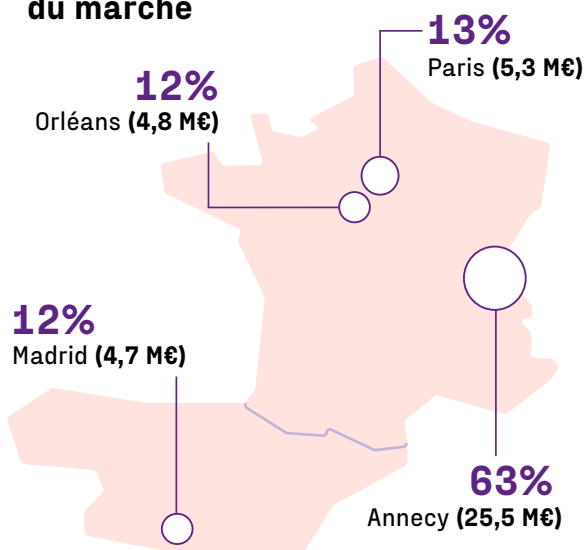 du marché
13%
Paris (5,3 M€)
12%
Orléans (4,8 M€)
12%
Madrid (4,7 M€)
63%
Annecy (25,5 M€)